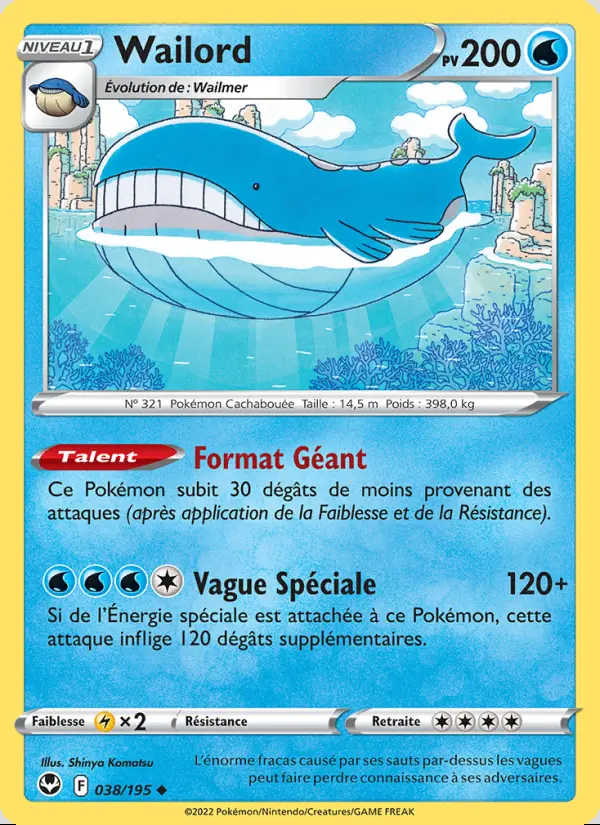 NIVEAU 1
Wailord
PV 200
Évolution de : Wailmer
N° 321 Pokémon Cachabouée Taille : 14,5 m Poids : 398,0 kg
Talent Format Géant
Ce Pokémon subit 30 dégâts de moins provenant des
attaques (après application de la Faiblesse et de la Résistance).
Vague Spéciale 120+
Si de l'Énergie spéciale est attachée à ce Pokémon, cette
attaque inflige 120 dégâts supplémentaires.
Faiblesse ×2 Résistance Retraite
Illus. Shinya Komatsu
L'énorme fracas causé par ses sauts par-dessus les vagues
peut faire perdre connaissance à ses adversaires.
F 038/195
©2022 Pokémon/Nintendo/Creatures/GAME FREAK